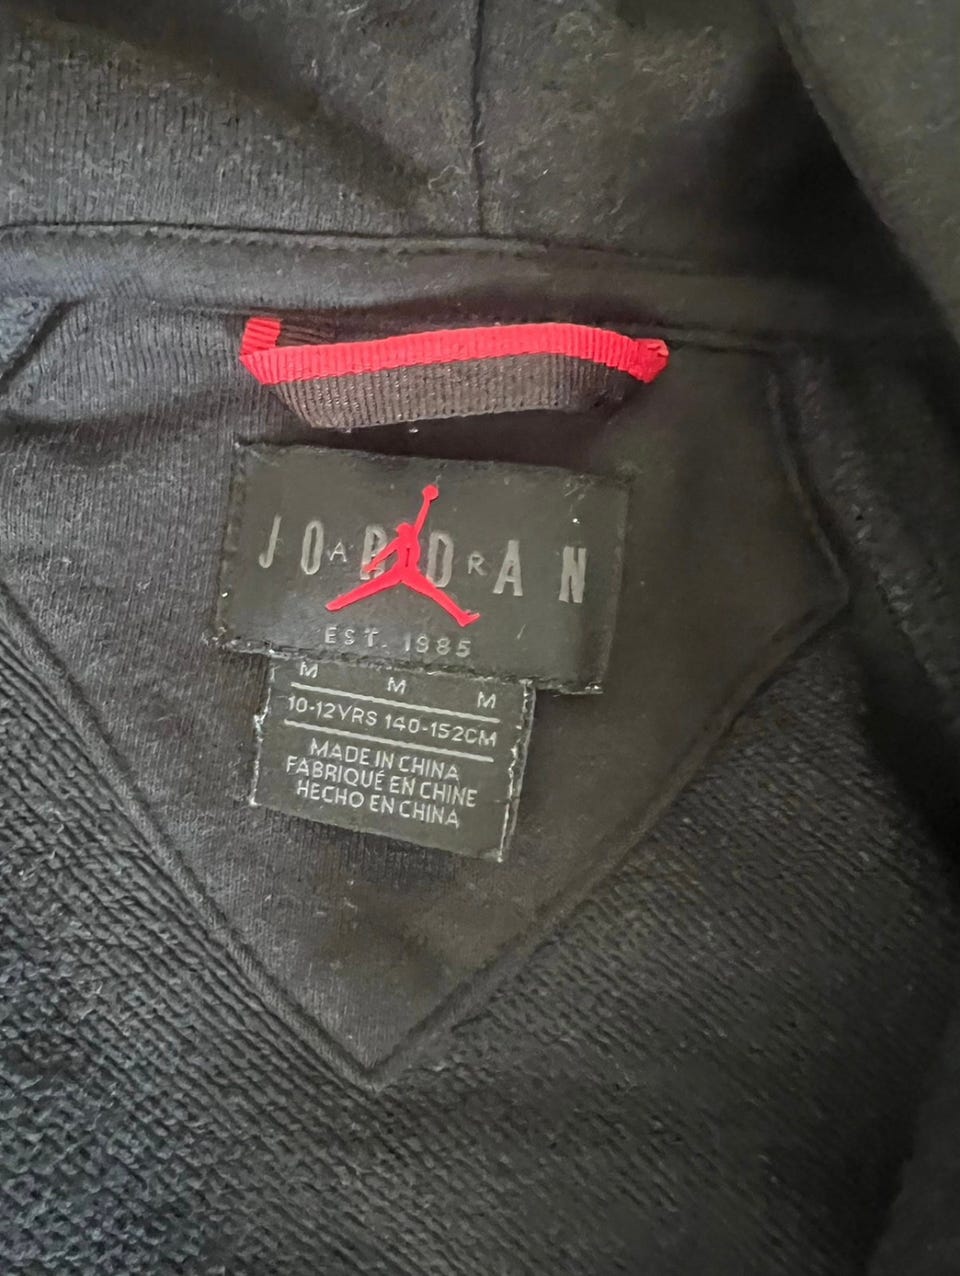 JORDAN
AIR
EST. 1985
M M M
10-12YRS 140-152CM
MADE IN CHINA
FABRIQUÉ EN CHINE
HECHO EN CHINA